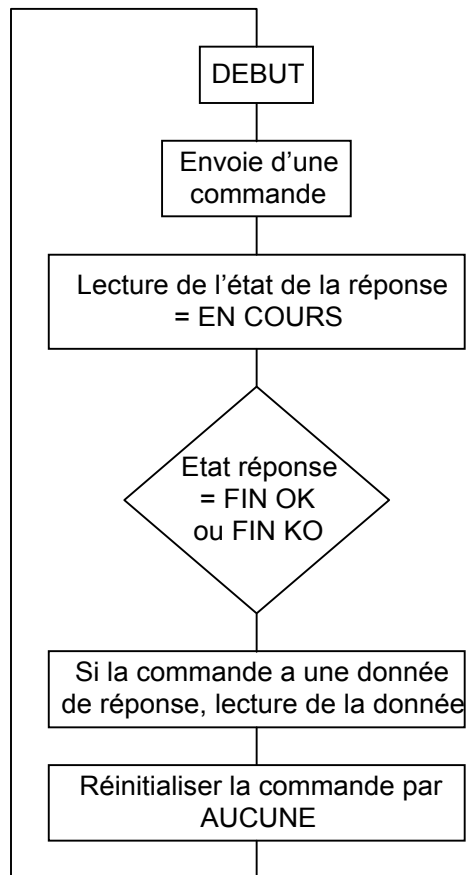 DEBUT
Envoie d’une
commande
Lecture de l’état de la réponse
= EN COURS
Etat réponse
= FIN OK
ou FIN KO
Si la commande a une donnée
de réponse, lecture de la donnée
Réinitialiser la commande par
AUCUNE